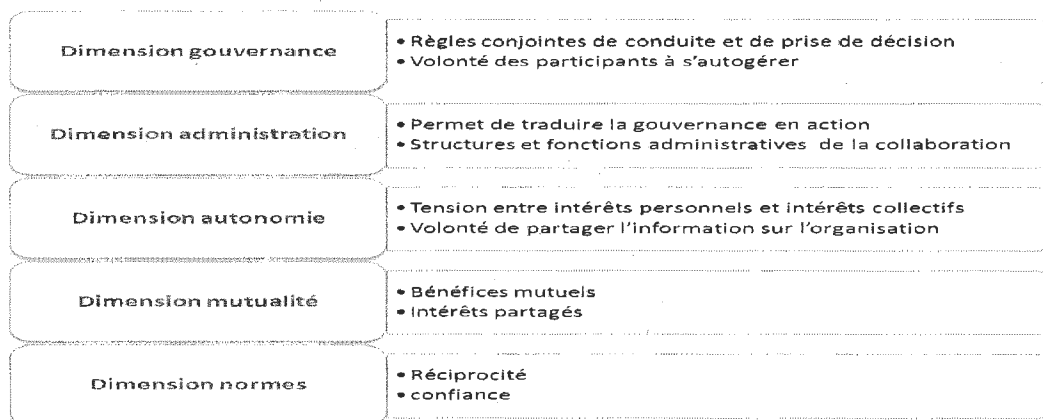 Dimension gouvernance
• Règles conjointes de conduite et de prise de décision
• Volonté des participants à s'autogérer
Dimension administration
• Permet de traduire la gouvernance en action
• Structures et fonctions administratives de la collaboration
Dimension autonomie
• Tension entre intérêts personnels et intérêts collectifs
• Volonté de partager l'information sur l'organisation
Dimension mutualité
• Bénéfices mutuels
• Intérêts partagés
Dimension normes
• Réciprocité
• confiance